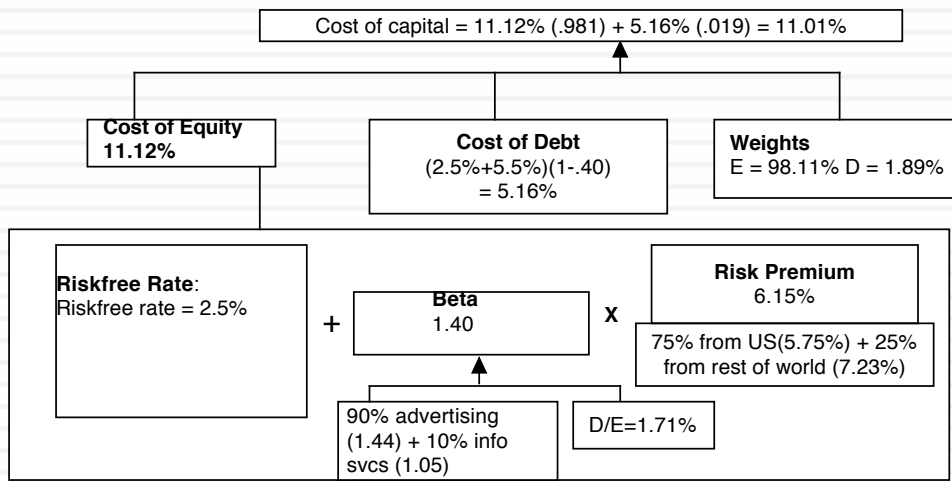 Cost of capital = 11.12% (.981) + 5.16% (.019) = 11.01%
Cost of Equity
11.12%
Cost of Debt
(2.5%+5.5%)(1-.40)
= 5.16%
Weights
E = 98.11% D = 1.89%
Riskfree Rate:
Riskfree rate = 2.5%
+
Beta
1.40
X
Risk Premium
6.15%
75% from US(5.75%) + 25%
from rest of world (7.23%)
90% advertising
(1.44) + 10% info
svcs (1.05)
D/E=1.71%